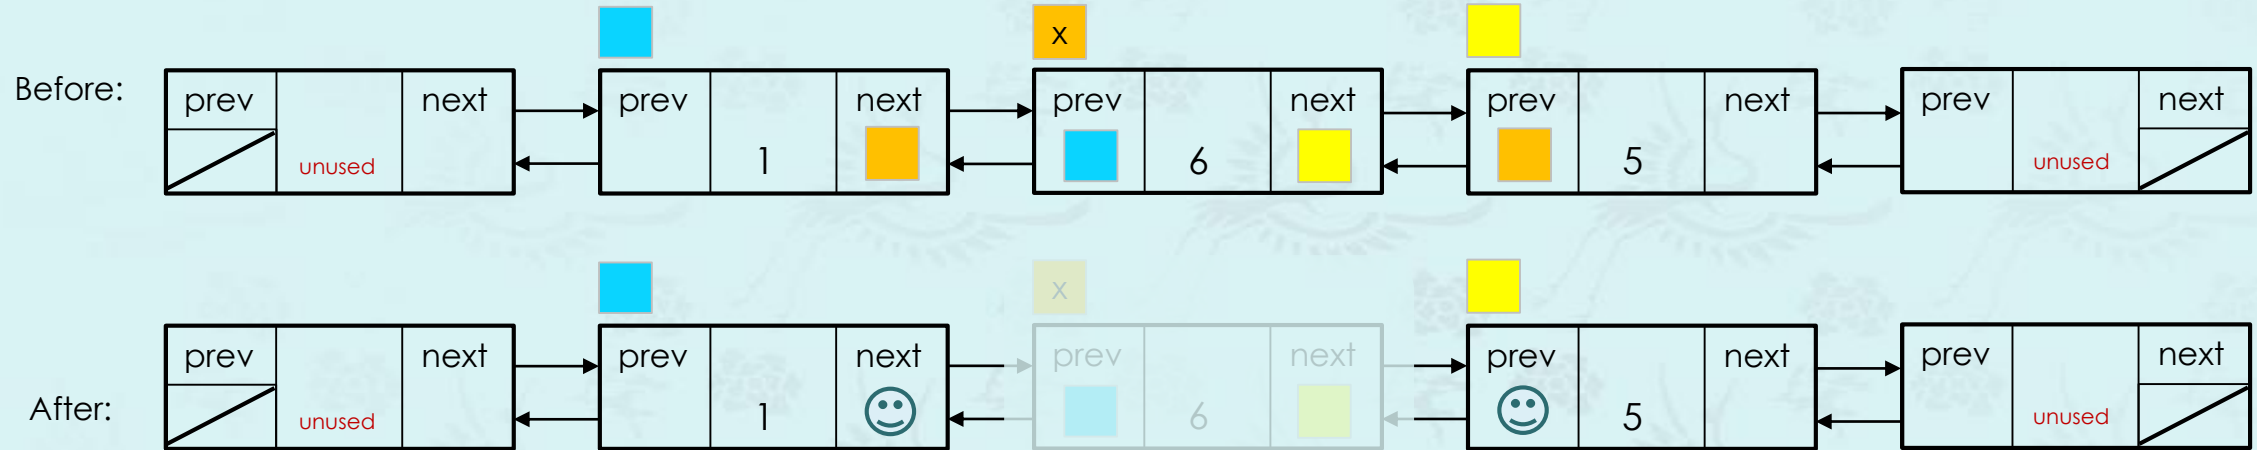 x
Before: prev next prev next prev next prev next prev next
unused 1 6 5 unused
x
prev next prev next prev next prev next prev next
After: unused 1 6 5 unused